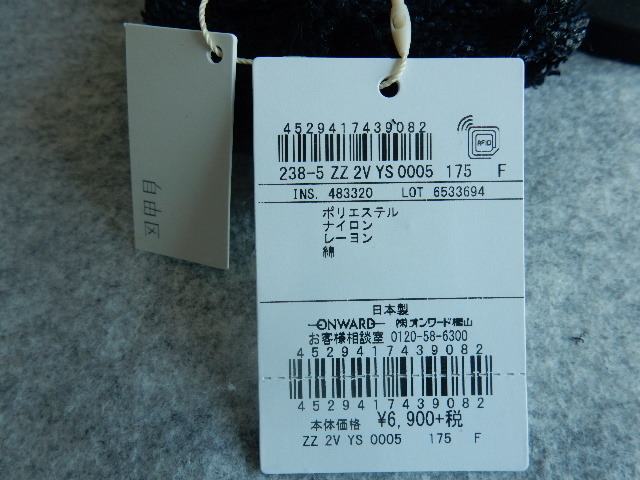 自由区
4529417439082
RFID
238-5 ZZ 2V YS 0005 175 F
INS. 483320 LOT 6533694
ポリエステル
ナイロン
レーヨン
綿
日本製
ONWARD ㈱オンワード樫山
お客様相談室 0120-58-6300
4529417439082
4529417439082
本体価格 ¥6,900+税
ZZ 2V YS 0005 175 F